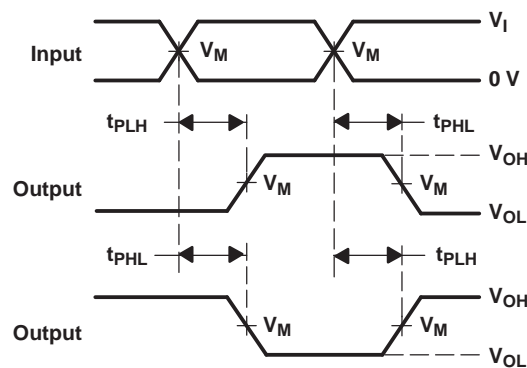 V_I
Input
V_M V_M
0 V
t_PLH t_PHL
V_OH
Output
V_M V_M
V_OL
t_PHL t_PLH
V_OH
Output
V_M V_M
V_OL